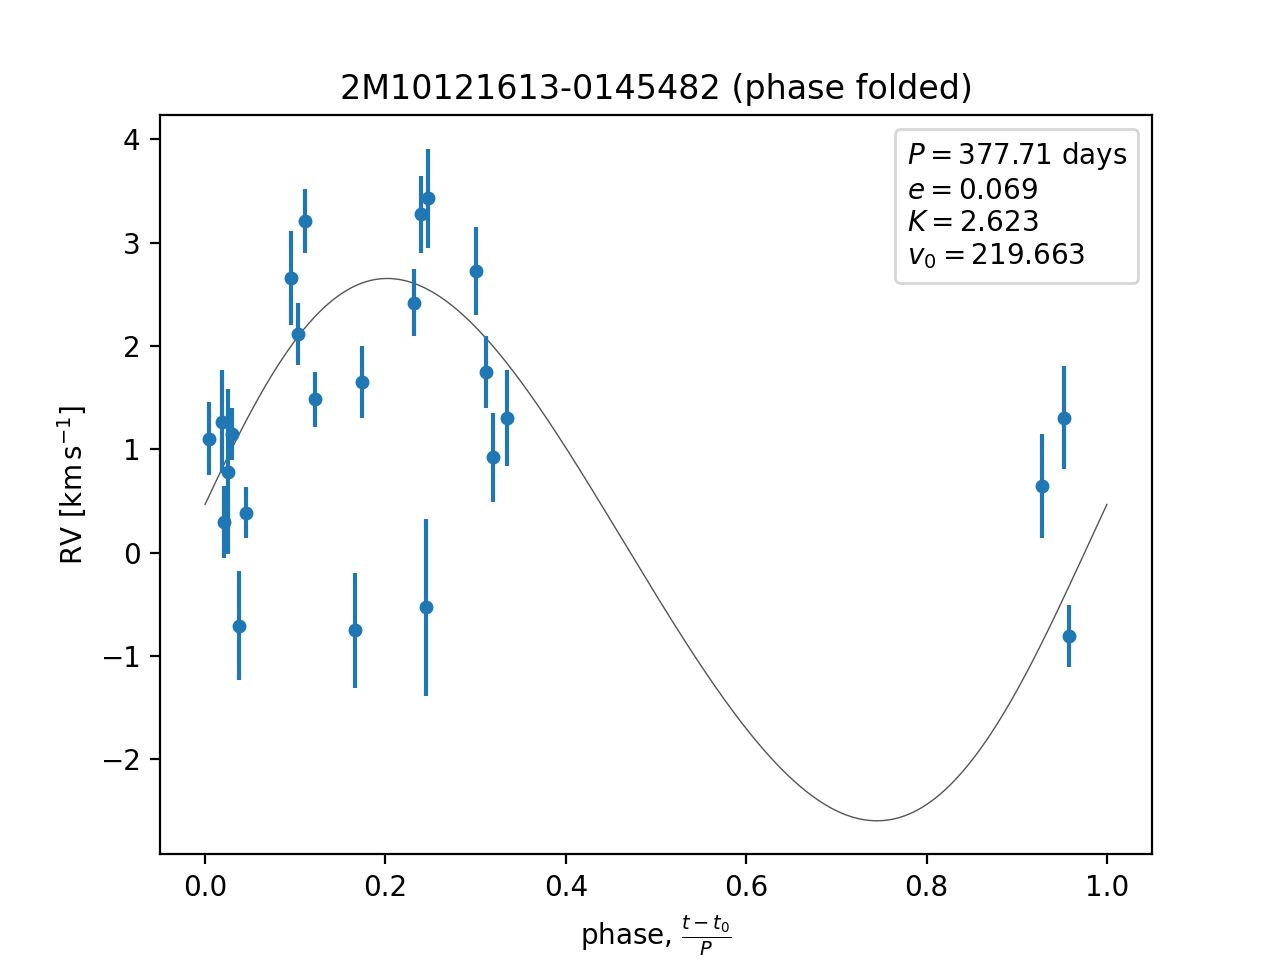 2M10121613-0145482 (phase folded)
P = 377.71 days
e = 0.069
K = 2.623
v₀ = 219.663
4
3
2
1
0
−1
−2
RV [km s⁻¹]
0.0 0.2 0.4 0.6 0.8 1.0
phase, (t − t₀)/P